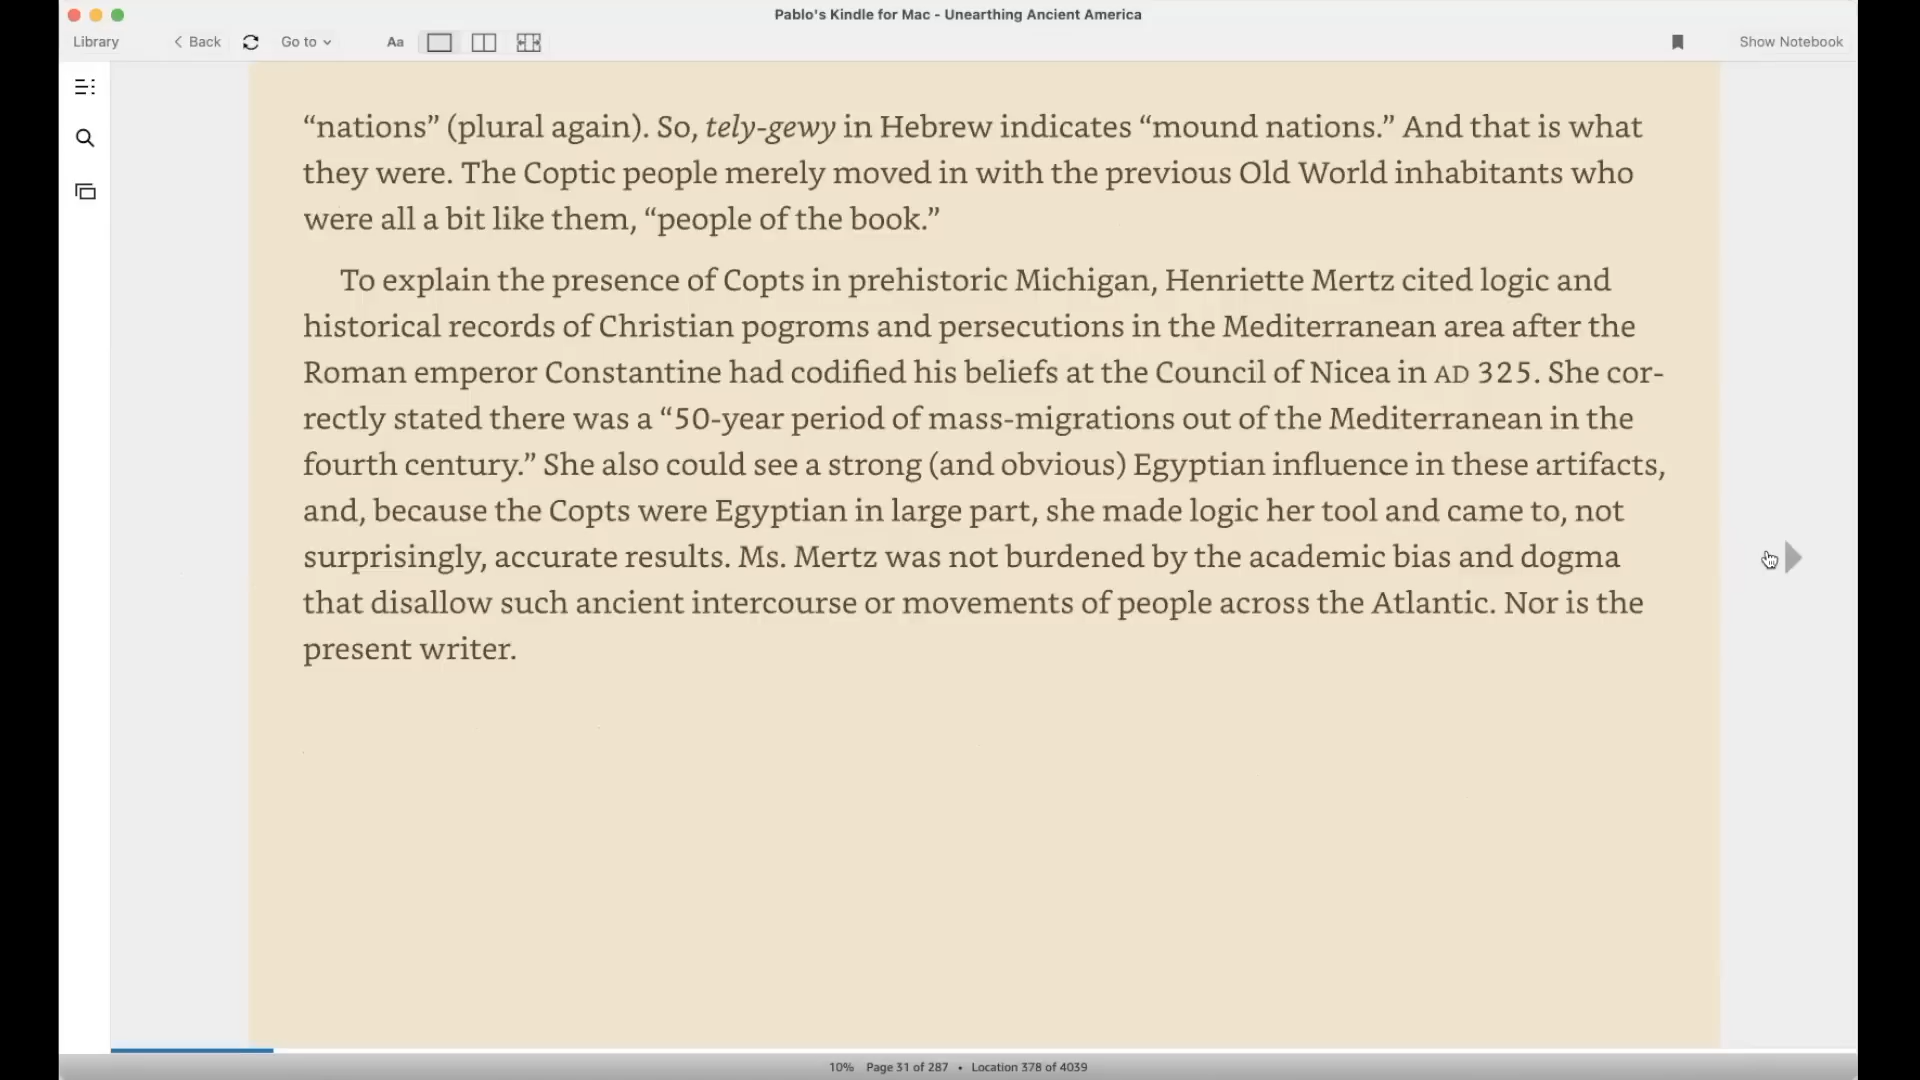 Pablo's Kindle for Mac - Unearthing Ancient America
Library
Back
Go to
Aa
Show Notebook
“nations” (plural again). So, tely-gewy in Hebrew indicates “mound nations.” And that is what
they were. The Coptic people merely moved in with the previous Old World inhabitants who
were all a bit like them, “people of the book.”
To explain the presence of Copts in prehistoric Michigan, Henriette Mertz cited logic and
historical records of Christian pogroms and persecutions in the Mediterranean area after the
Roman emperor Constantine had codified his beliefs at the Council of Nicea in AD 325. She cor-
rectly stated there was a “50-year period of mass-migrations out of the Mediterranean in the
fourth century.” She also could see a strong (and obvious) Egyptian influence in these artifacts,
and, because the Copts were Egyptian in large part, she made logic her tool and came to, not
surprisingly, accurate results. Ms. Mertz was not burdened by the academic bias and dogma
that disallow such ancient intercourse or movements of people across the Atlantic. Nor is the
present writer.
10% Page 31 of 287 • Location 378 of 4039